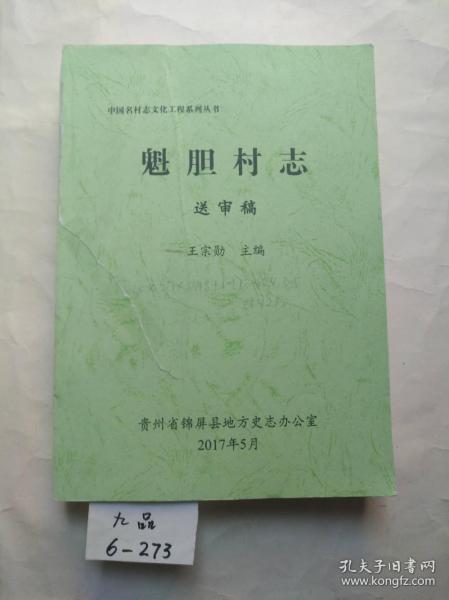 中国名村志文化工程系列丛书
魁胆村志
送审稿
王宗勋 主编
贵州省锦屏县地方史志办公室
2017年5月
九品
6-273
孔夫子旧书网
www.kongfz.com